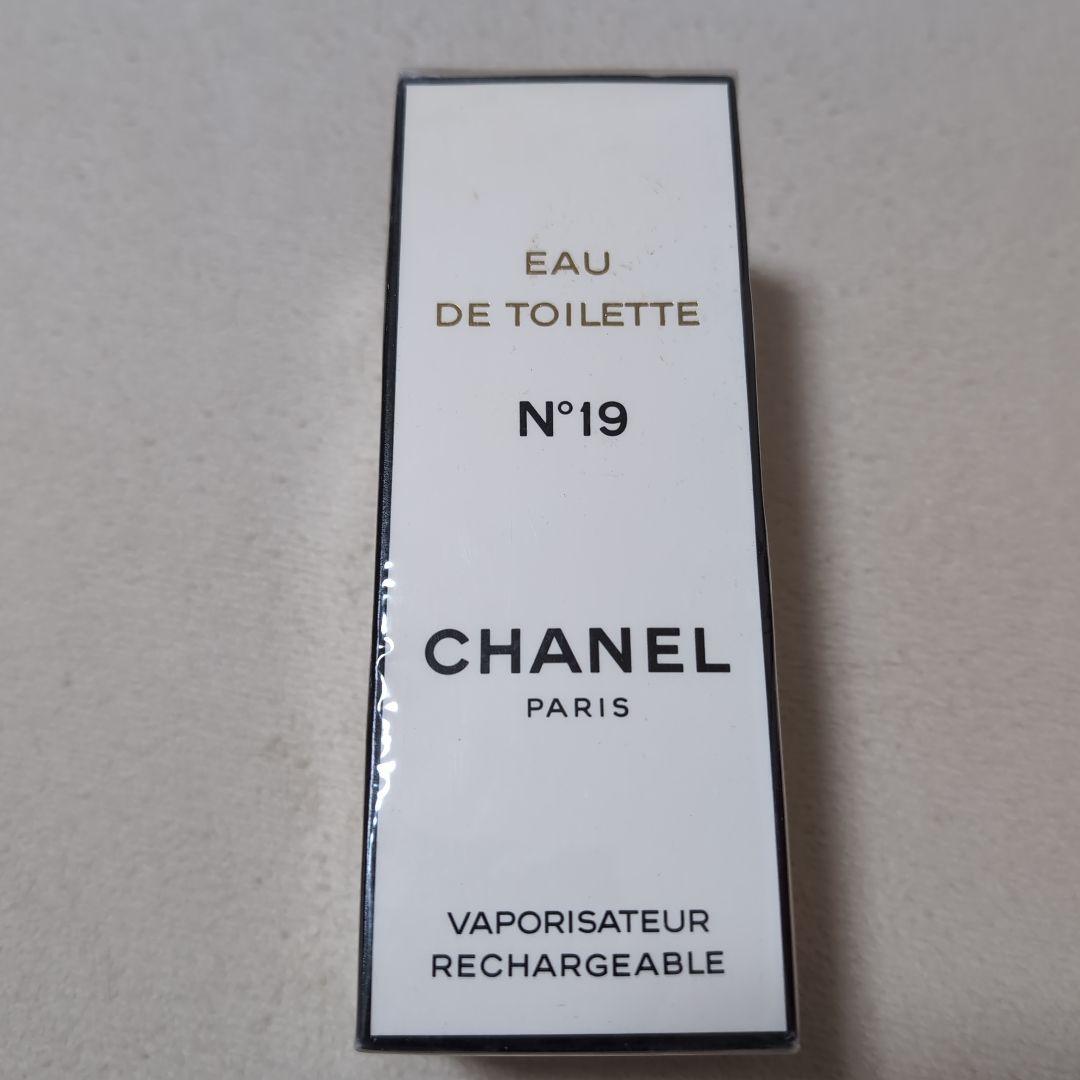 EAU
DE TOILETTE
N°19
CHANEL
PARIS
VAPORISATEUR
RECHARGEABLE